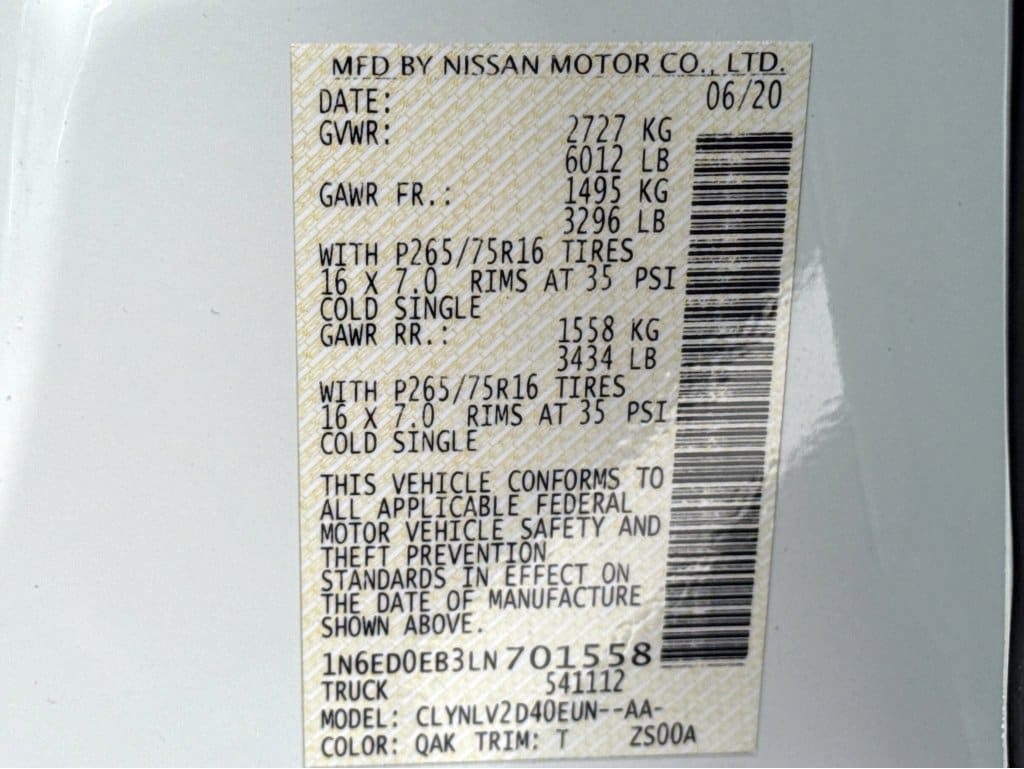 MFD BY NISSAN MOTOR CO., LTD.
DATE: 06/20
GVWR: 2727 KG
6012 LB
GAWR FR.: 1495 KG
3296 LB
WITH P265/75R16 TIRES
16 X 7.0 RIMS AT 35 PSI
COLD SINGLE
GAWR RR.: 1558 KG
3434 LB
WITH P265/75R16 TIRES
16 X 7.0 RIMS AT 35 PSI
COLD SINGLE
THIS VEHICLE CONFORMS TO
ALL APPLICABLE FEDERAL
MOTOR VEHICLE SAFETY AND
THEFT PREVENTION
STANDARDS IN EFFECT ON
THE DATE OF MANUFACTURE
SHOWN ABOVE.
1N6ED0EB3LN701558
TRUCK 541112
MODEL: CLYNLV2D40EUN--AA-
COLOR: QAK TRIM: T ZS00A